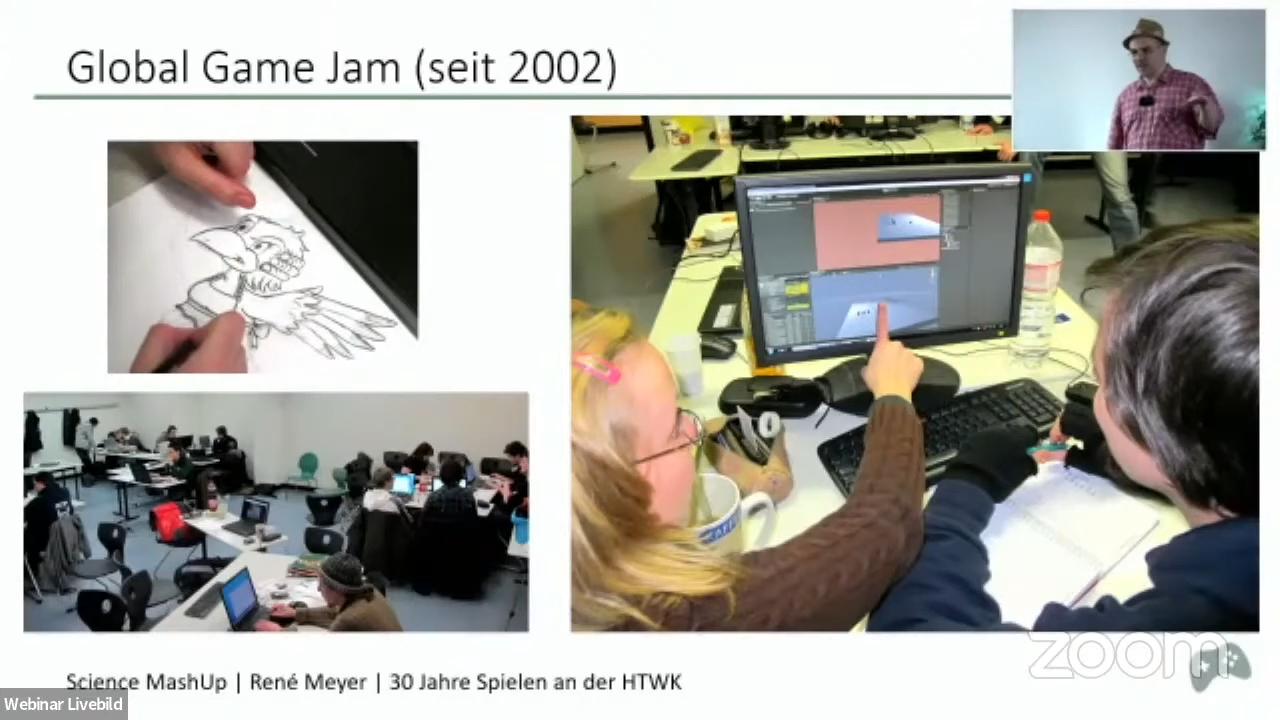 Global Game Jam (seit 2002)
Science MashUp | René Meyer | 30 Jahre Spielen an der HTWK
zoom
Webinar Livebild